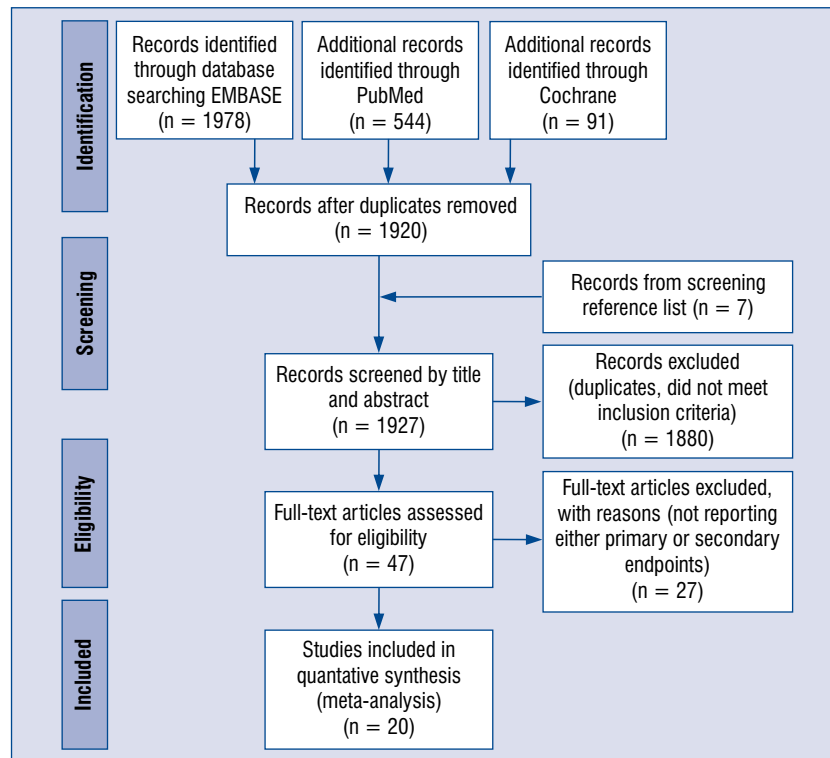 Identification
Records identified
through database
searching EMBASE
(n = 1978)
Additional records
identified through
PubMed
(n = 544)
Additional records
identified through
Cochrane
(n = 91)
Records after duplicates removed
(n = 1920)
Screening
Records from screening
reference list (n = 7)
Records screened by title
and abstract
(n = 1927)
Records excluded
(duplicates, did not meet
inclusion criteria)
(n = 1880)
Eligibility
Full-text articles assessed
for eligibility
(n = 47)
Full-text articles excluded,
with reasons (not reporting
either primary or secondary
endpoints)
(n = 27)
Included
Studies included in
quantative synthesis
(meta-analysis)
(n = 20)